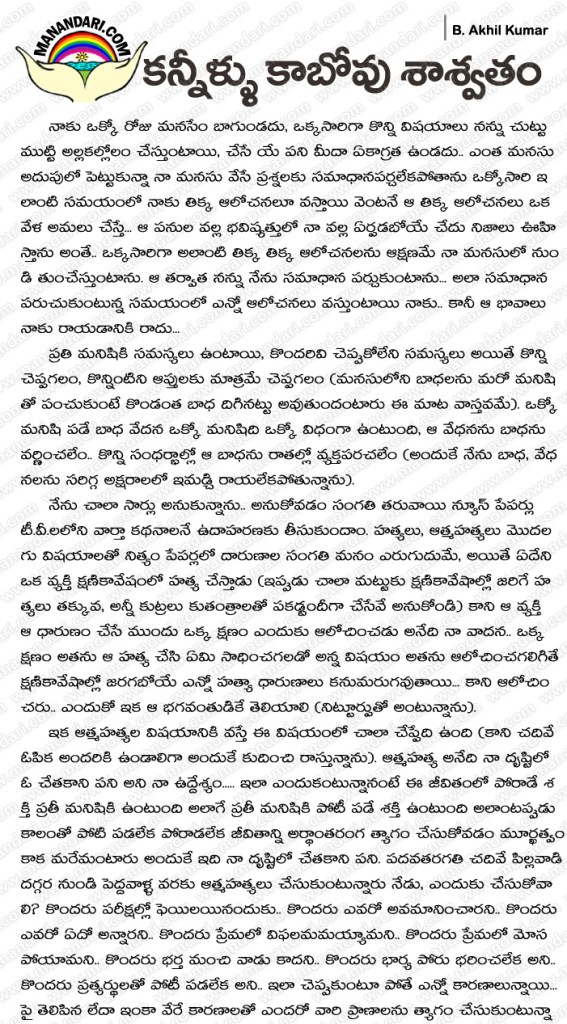 B. Akhil Kumar
MANANDARI.COM
కన్నీళ్ళు కాబోవు శాశ్వతం
నాకు ఒక్కో రోజు మనసేం బాగుండదు, ఒక్కసారిగా కొన్ని విషయాలు నన్ను చుట్టు
ముట్టి అల్లకల్లోలం చేస్తుంటాయి, చేసే యే పని మీదా ఏకాగ్రత ఉండదు.. ఎంత మనసు
అదుపులో పెట్టుకున్నా నా మనసు వేసే ప్రశ్నలకు సమాధానపర్చలేకపోతాను ఒక్కోసారి ఇ
లాంటి సమయంలో నాకు తిక్క ఆలోచనలూ వస్తాయి వెంటనే ఆ తిక్క ఆలోచనలు ఒక
వేళ అమలు చేస్తే... ఆ పనుల వల్ల భవిష్యత్తులో నా వల్ల ఏర్పడబోయే చేదు నిజాలు ఊహి
స్తాను అంతే.. ఒక్కసారిగా అలాంటి తిక్క తిక్క ఆలోచనలను ఆక్షణమే నా మనసులో నుం
డి తుంచేస్తుంటాను. ఆ తర్వాత నన్ను నేను సమాధాన పర్చుకుంటాను... అలా సమాధాన
పరుచుకుంటున్న సమయంలో ఎన్నో ఆలోచనలు వస్తుంటాయి నాకు.. కానీ ఆ భావాలు
నాకు రాయడానికి రాదు...
ప్రతి మనిషికి సమస్యలు ఉంటాయి, కొందరివి చెప్పకోలేని సమస్యలు అయితే కొన్ని
చెప్పగలం, కొన్నింటిని ఆప్తులకు మాత్రమే చెప్పగలం (మనసులోని బాధలను మరో మనిషి
తో పంచుకుంటే కొండంత బాధ దిగినట్టు అవుతుందంటారు ఈ మాట వాస్తవమే). ఒక్కో
మనిషి పడే బాధ వేదన ఒక్కో మనిషిది ఒక్కో విధంగా ఉంటుంది, ఆ వేధనను బాధను
వర్ణించలేం.. కొన్ని సంధర్భాల్లో ఆ బాధను రాతల్లో వ్యక్తపరచలేం (అందుకే నేను బాధ, వేధ
నలను సరిగ్గ అక్షరాలలో ఇమడ్చి రాయలేకపోతున్నాను).
నేను చాలా సార్లు అనుకున్నాను.. అనుకోవడం సంగతి తరువాయి న్యూస్ పేపర్లు
టీ.వీ.లలోని వార్తా కథనాలనే ఉదాహరణకు తీసుకుందాం. హత్యలు, ఆత్మహత్యలు మొదల
గు విషయాలతో నిత్యం పేపర్లలో దారుణాల సంగతి మనం ఎరుగుదుమే, అయితే ఏదేని
ఒక వ్యక్తి క్షణికావేషంలో హత్య చేస్తాడు (ఇప్పడు చాలా మట్టుకు క్షణికావేషాల్లో జరిగే హ
త్యలు తక్కువ, అన్నీ కుట్రలు కుతంత్రాలతో పకడ్బందీగా చేసేవే అనుకోండి) కాని ఆ వ్యక్తి
ఆ ధారుణం చేసే ముందు ఒక్క క్షణం ఎందుకు ఆలోచించడు అనేది నా వాదన.. ఒక్క
క్షణం అతను ఆ హత్య చేసి ఏమి సాధించగలడో అన్న విషయం అతను ఆలోచించగలిగితే
క్షణికావేషాల్లో జరగబోయే ఎన్నో హత్యా ధారుణాలు కనుమరుగవుతాయి... కాని ఆలోచిం
చరు.. ఎందుకో ఇక ఆ భగవంతుడికే తెలియాలి (నిట్టూర్పుతో అంటున్నాను).
ఇక ఆత్మహత్యల విషయానికి వస్తే ఈ విషయంలో చాలా చేప్పేది ఉంది (కాని చదివే
ఓపిక అందరికి ఉండాలిగా అందుకే కుదించి రాస్తున్నాను). ఆత్మహత్య అనేది నా దృష్టిలో
ఓ చేతకాని పని అని నా ఉద్దేశ్యం..... ఇలా ఎందుకంటున్నానంటే ఈ జీవితంలో పోరాడే శ
క్తి ప్రతీ మనిషికి ఉంటుంది అలాగే ప్రతీ మనిషికి పోటీ పడే శక్తి ఉంటుంది అలాంటప్పడు
కాలంతో పోటీ పడలేక పోరాడలేక జీవితాన్ని అర్ధాంతరంగ త్యాగం చేసుకోవడం మూర్ఖత్వం
కాక మరేమంటారు అందుకే ఇది నా దృష్టిలో చేతకాని పని. పదవతరగతి చదివే పిల్లవాడి
దగ్గర నుండి పెద్దవాళ్ళ వరకు ఆత్మహత్యలు చేసుకుంటున్నారు నేడు, ఎందుకు చేసుకోవా
లి? కొందరు పరీక్షల్లో ఫెయిలయినందుకు.. కొందరు ఎవరో అవమానించారని.. కొందరు
ఎవరో ఏదో అన్నారని.. కొందరు ప్రేమలో విఫలమమయ్యామని.. కొందరు ప్రేమలో మోస
పోయామని.. కొందరు భర్త మంచి వాడు కాదని.. కొందరు భార్య పోరు భరించలేక అని..
కొందరు ప్రత్యర్థులతో పోటీ పడలేక అని.. ఇలా చెప్పకుంటూ పోతే ఎన్నో కారణాలున్నాయి...
పై తెలిపిన లేదా ఇంకా వేరే కారణాలతో ఎందరో వారి ప్రాణాలను త్యాగం చేసుకుంటున్నా